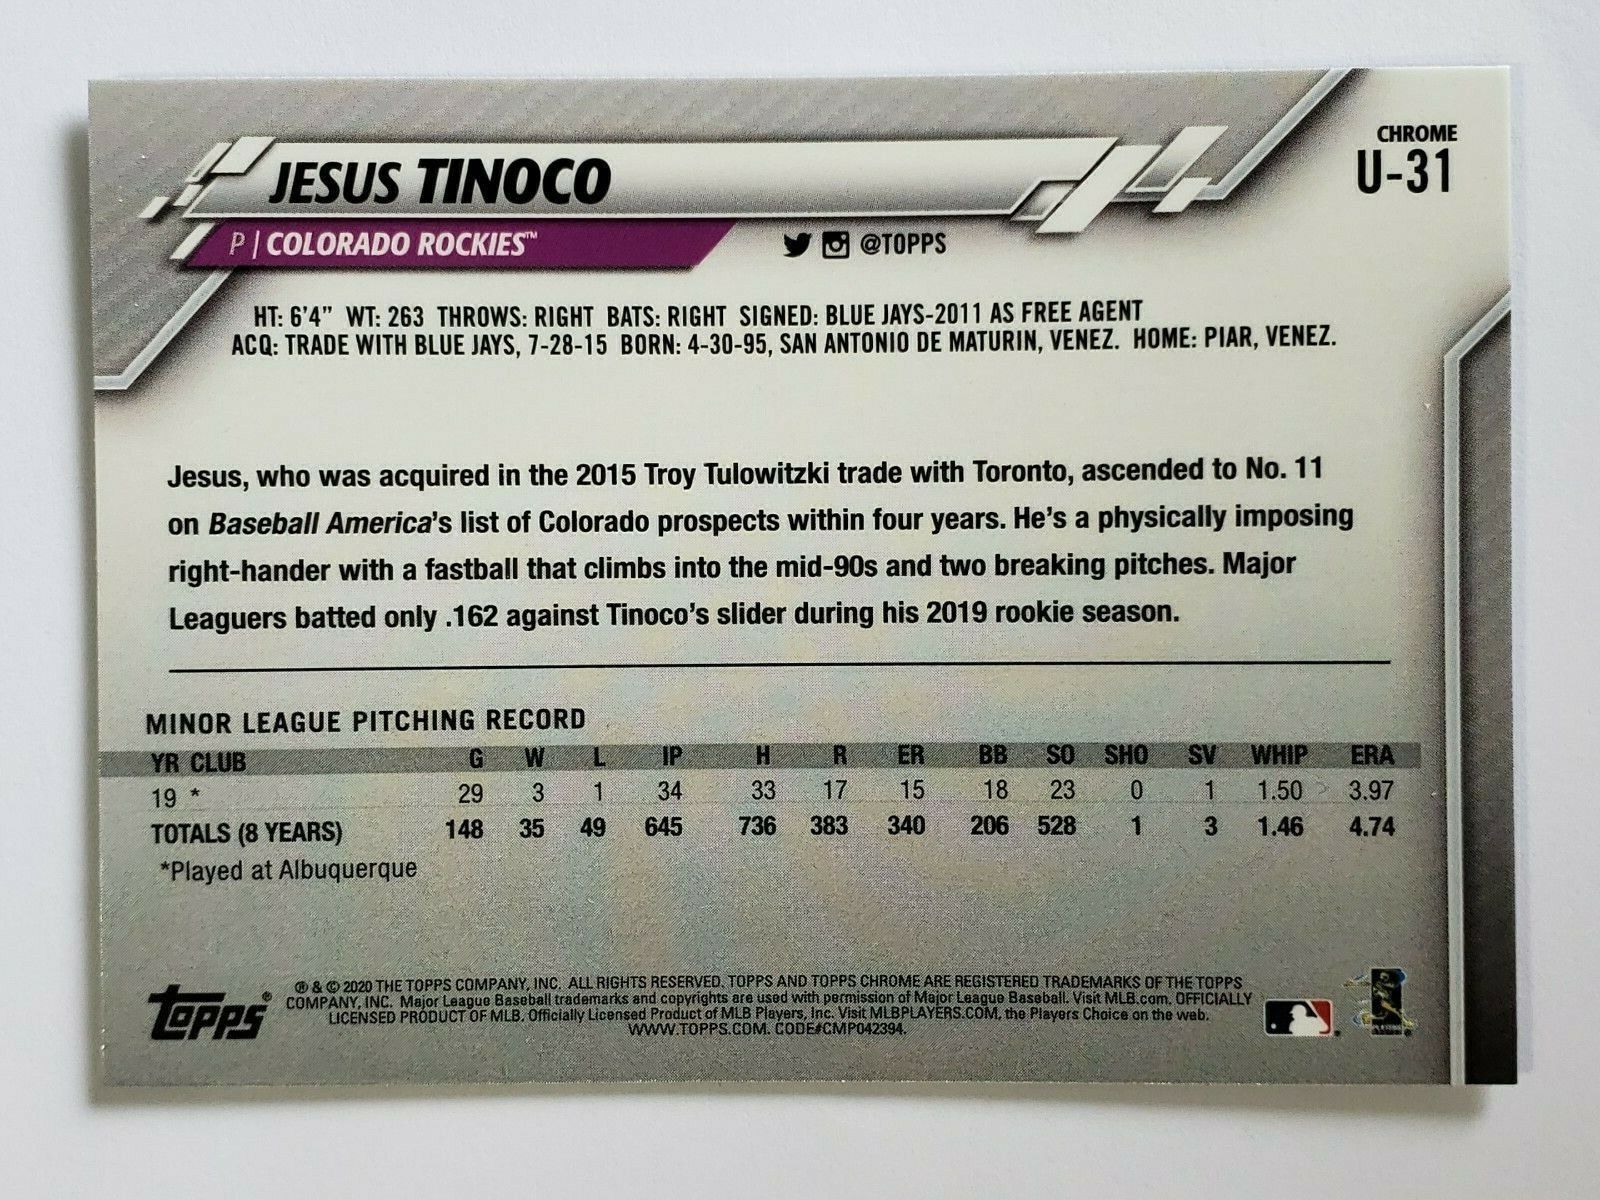 CHROME
U-31
JESUS TINOCO
P | COLORADO ROCKIES™
@TOPPS
HT: 6'4" WT: 263 THROWS: RIGHT BATS: RIGHT SIGNED: BLUE JAYS-2011 AS FREE AGENT
ACQ: TRADE WITH BLUE JAYS, 7-28-15 BORN: 4-30-95, SAN ANTONIO DE MATURIN, VENEZ. HOME: PIAR, VENEZ.
Jesus, who was acquired in the 2015 Troy Tulowitzki trade with Toronto, ascended to No. 11
on Baseball America's list of Colorado prospects within four years. He's a physically imposing
right-hander with a fastball that climbs into the mid-90s and two breaking pitches. Major
Leaguers batted only .162 against Tinoco's slider during his 2019 rookie season.
MINOR LEAGUE PITCHING RECORD
YR CLUB G W L IP H R ER BB SO SHO SV WHIP ERA
19 * 29 3 1 34 33 17 15 18 23 0 1 1.50 3.97
TOTALS (8 YEARS) 148 35 49 645 736 383 340 206 528 1 3 1.46 4.74
*Played at Albuquerque
Topps®
® & © 2020 THE TOPPS COMPANY, INC. ALL RIGHTS RESERVED. TOPPS AND TOPPS CHROME ARE REGISTERED TRADEMARKS OF THE TOPPS
COMPANY, INC. Major League Baseball trademarks and copyrights are used with permission of Major League Baseball. Visit MLB.com. OFFICIALLY
LICENSED PRODUCT OF MLB. Officially Licensed Product of MLB Players, Inc. Visit MLBPLAYERS.COM, the Players Choice on the web.
WWW.TOPPS.COM. CODE#CMP042394.